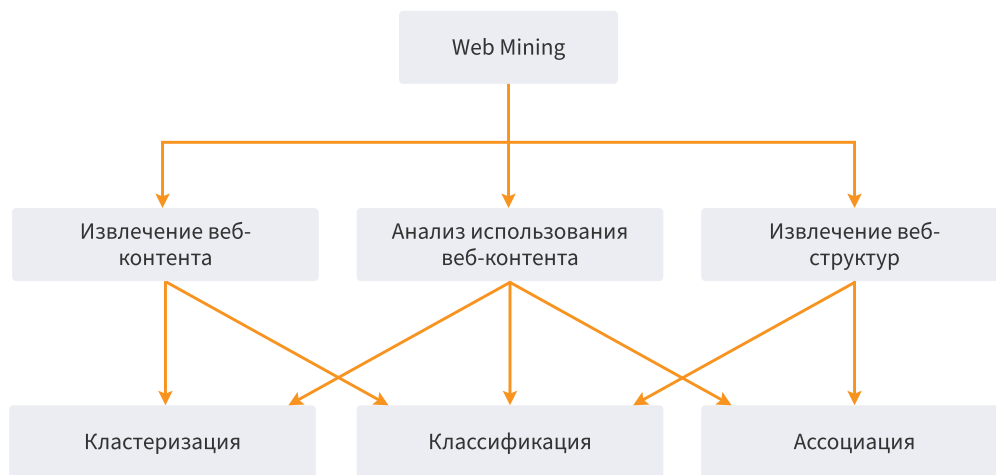 Web Mining
Извлечение веб-
контента
Анализ использования
веб-контента
Извлечение веб-
структур
Кластеризация
Классификация
Ассоциация